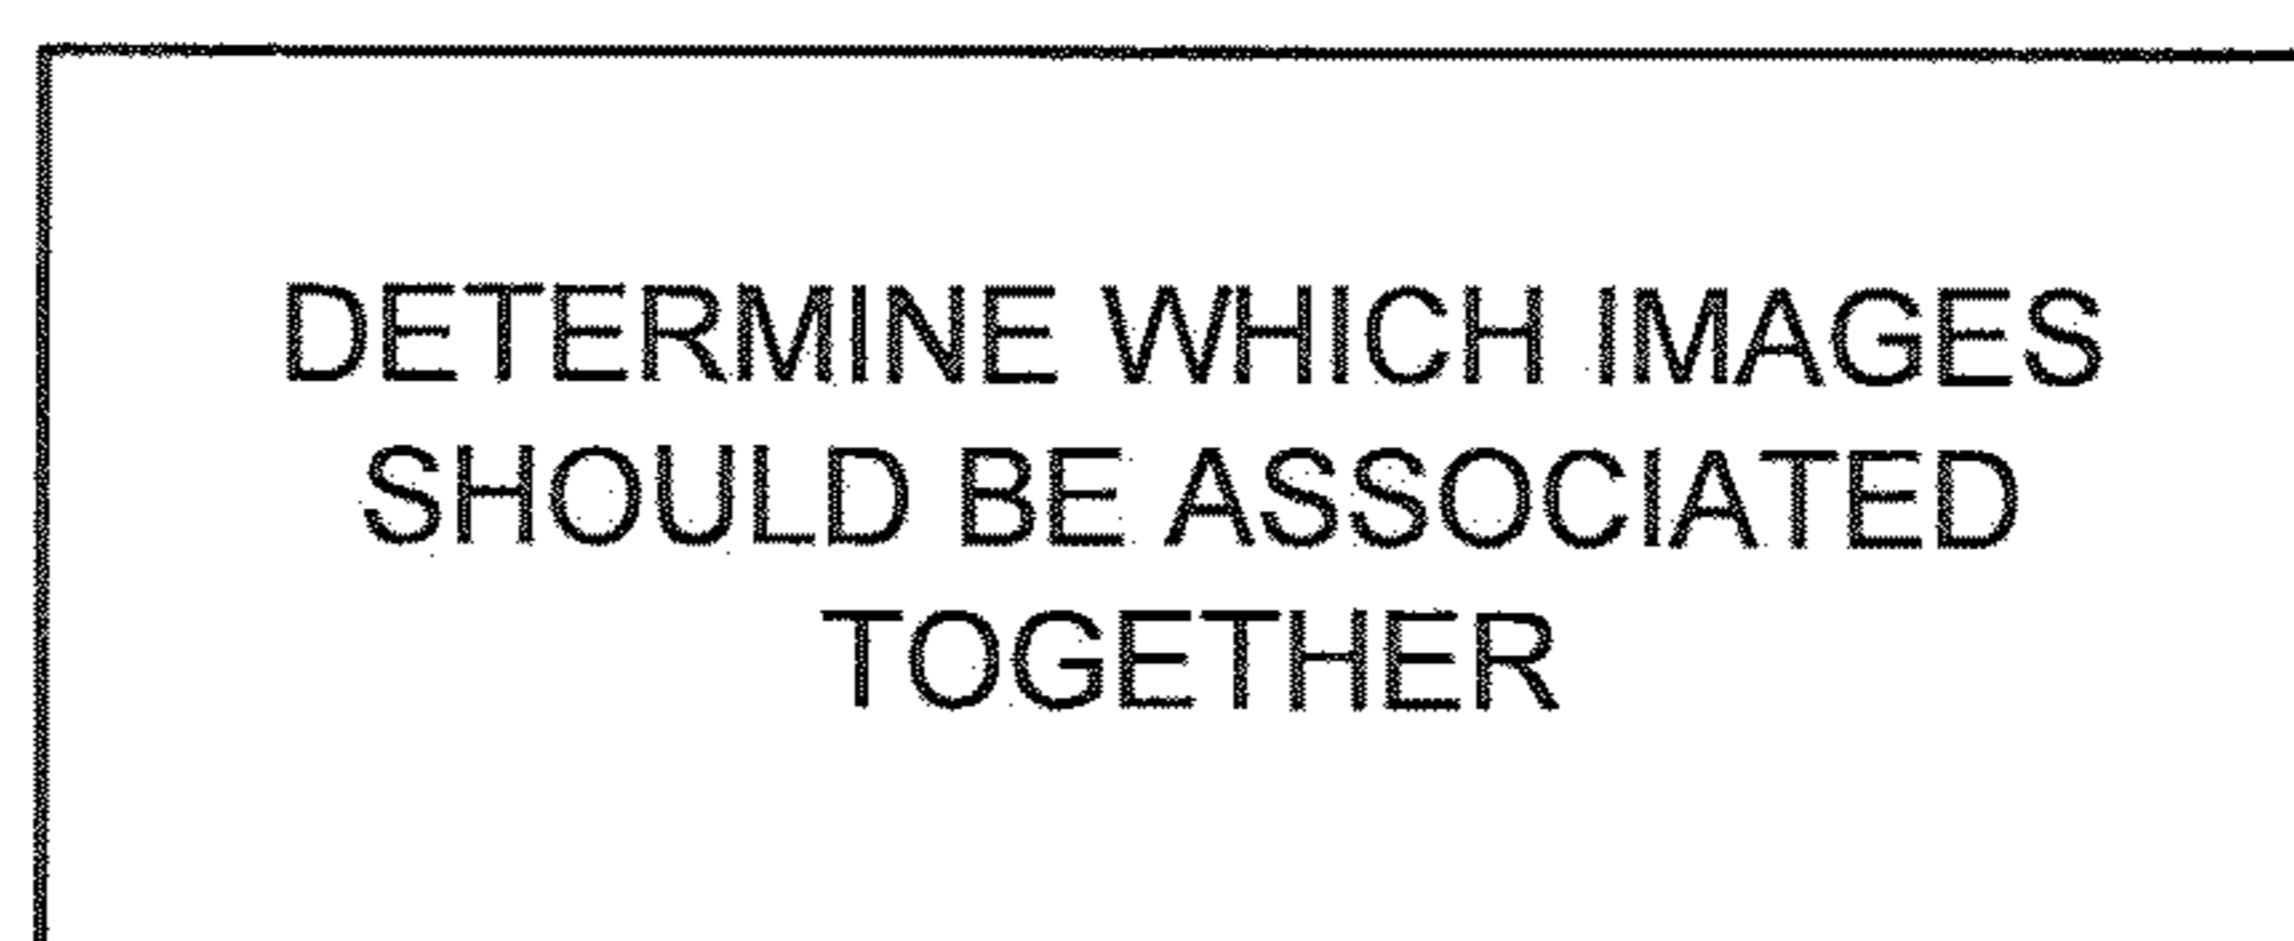 DETERMINE WHICH IMAGES
SHOULD BE ASSOCIATED
TOGETHER